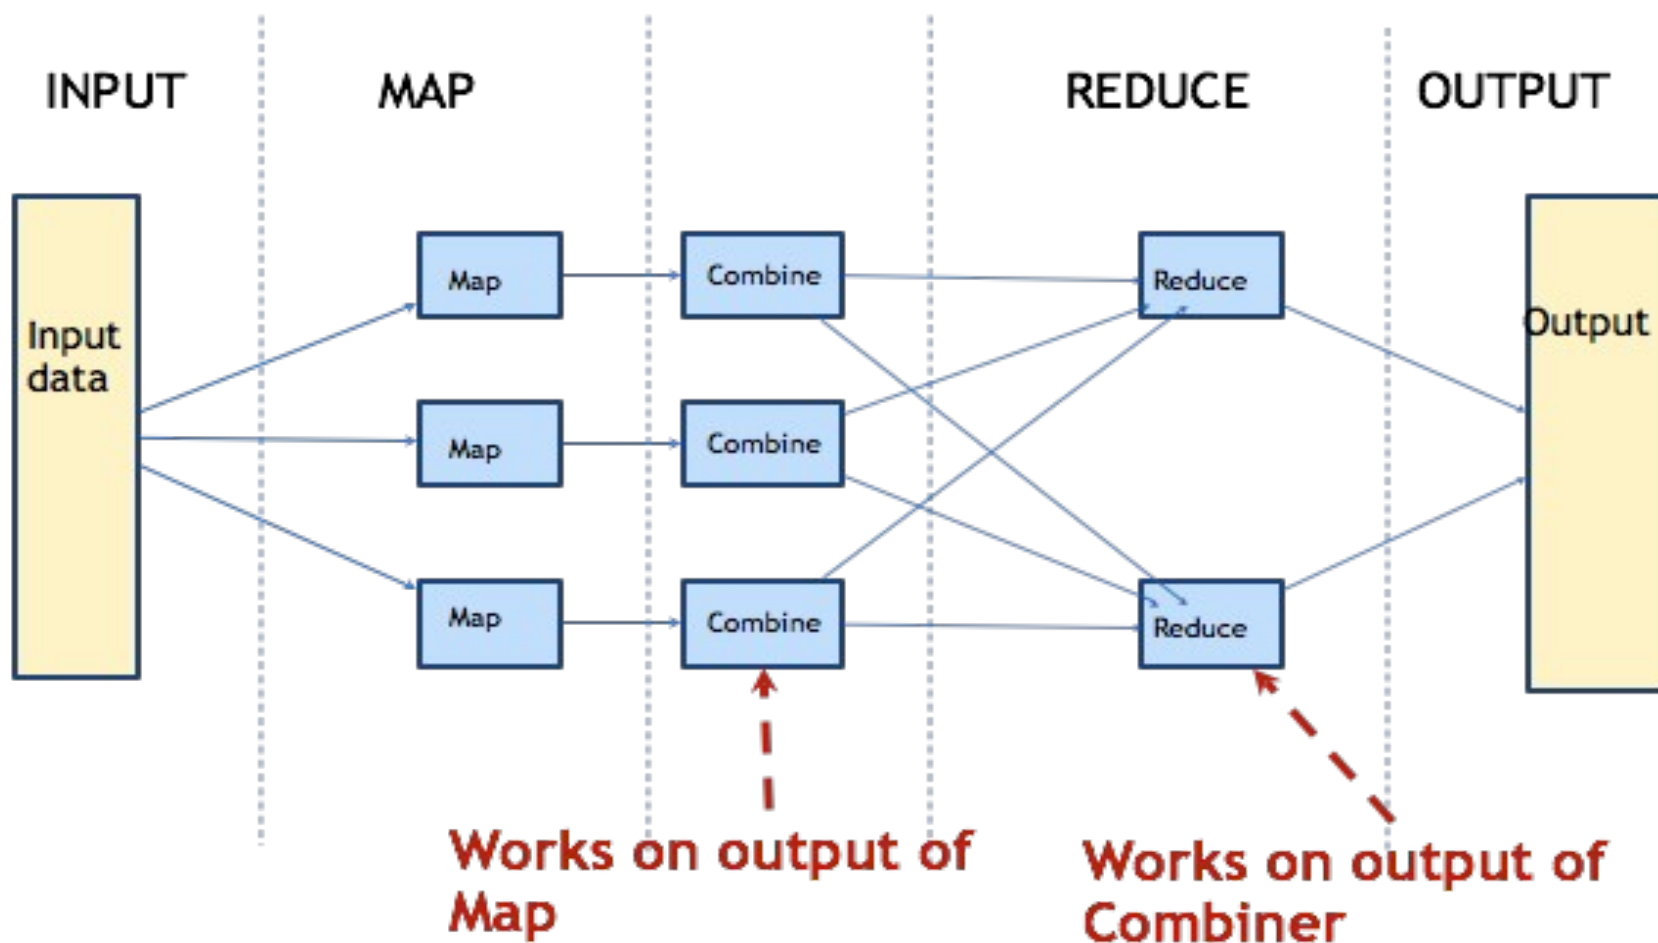 INPUT
MAP
REDUCE
OUTPUT
Input
data
Map
Combine
Reduce
Output
Map
Combine
Map
Combine
Reduce
Works on output of
Map
Works on output of
Combiner